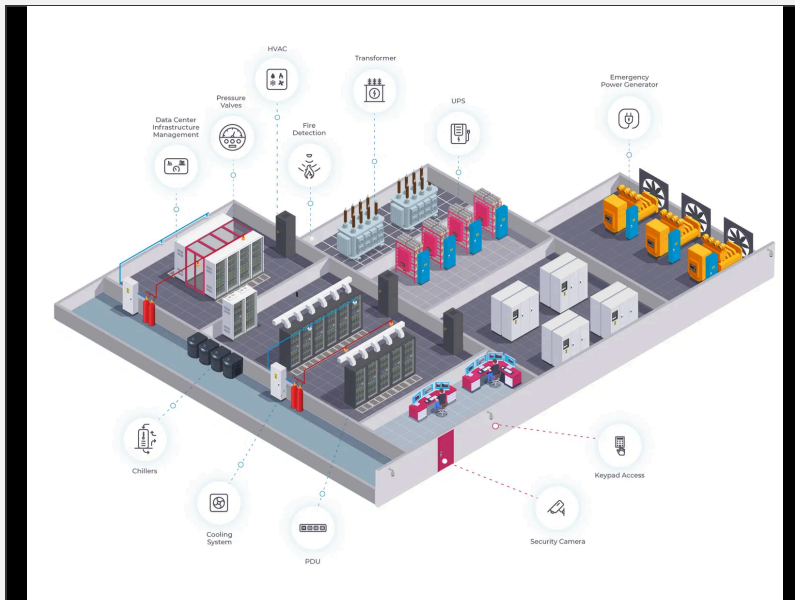 HVAC
Transformer
Emergency
Power Generator
Pressure
Valves
UPS
Data Center
Infrastructure
Management
Fire
Detection
Chillers
Keypad Access
Cooling
System
Security Camera
PDU